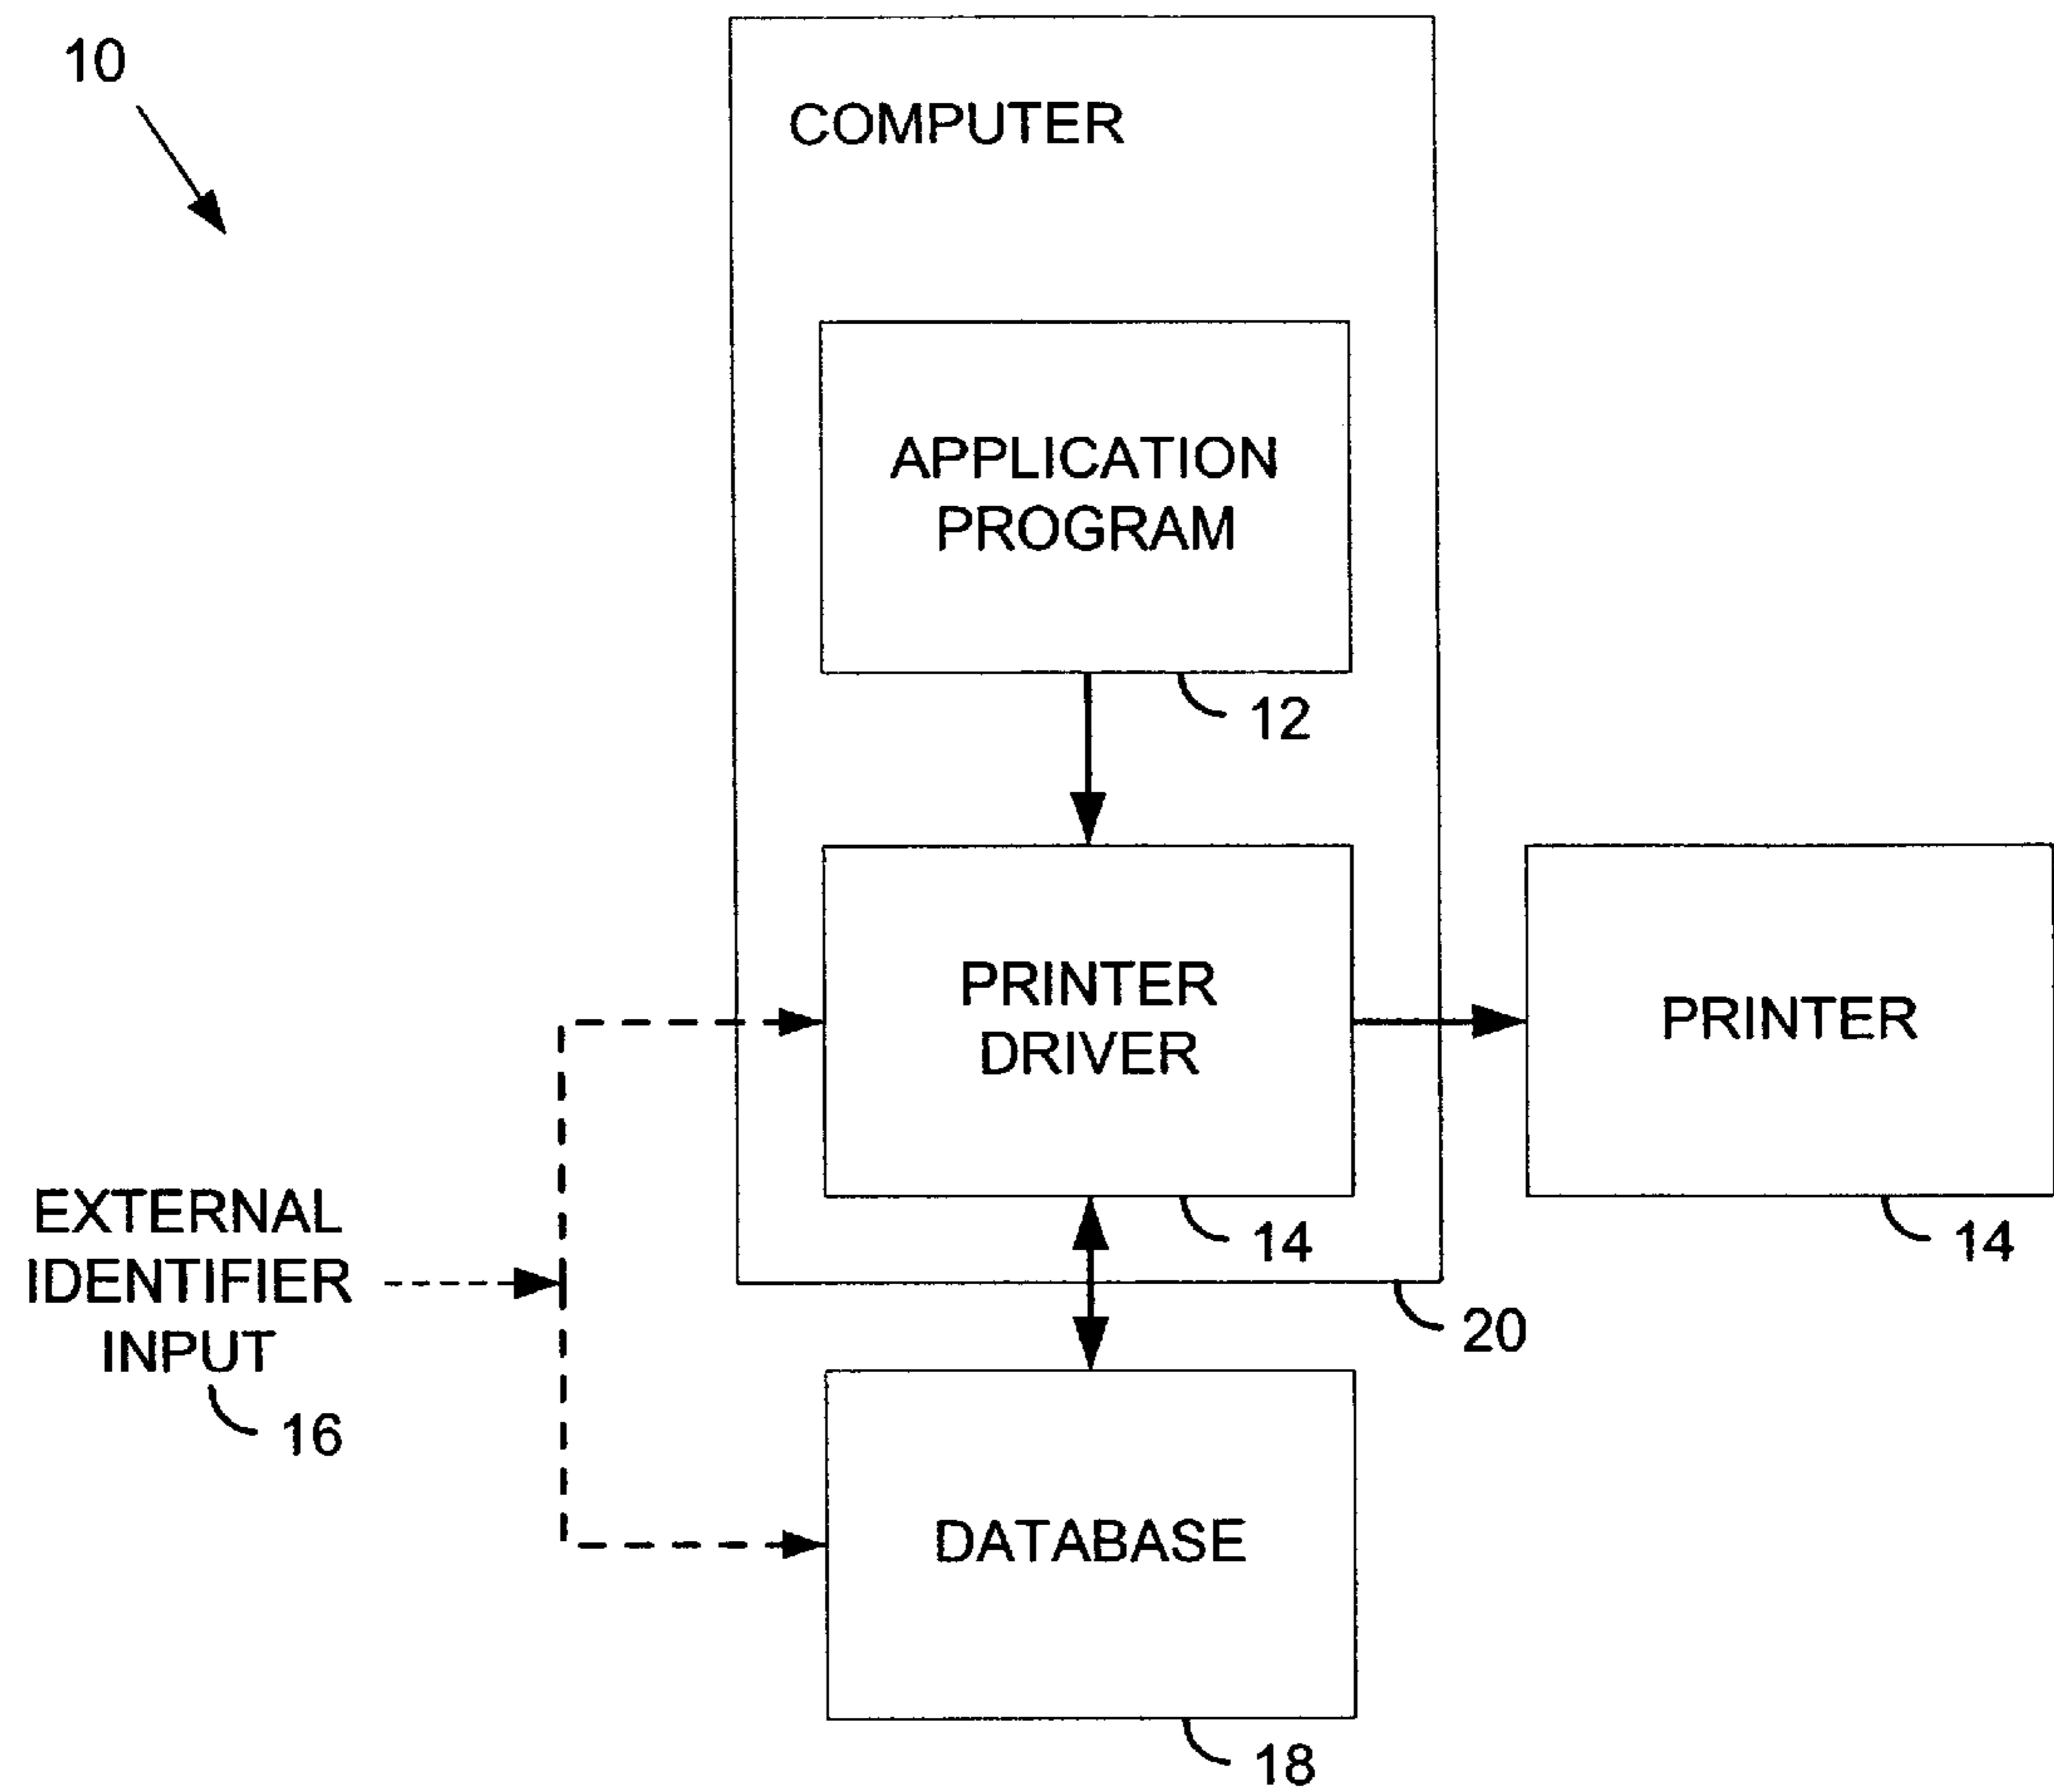 10
COMPUTER
APPLICATION
PROGRAM
12
PRINTER
DRIVER
14
PRINTER
14
20
EXTERNAL
IDENTIFIER
INPUT
16
DATABASE
18